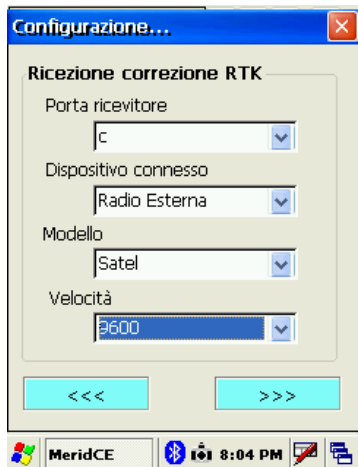 Configurazione...
Ricezione correzione RTK
Porta ricevitore
c
Dispositivo connesso
Radio Esterna
Modello
Satel
Velocità
9600
<<<
>>>
MeridCE
8:04 PM